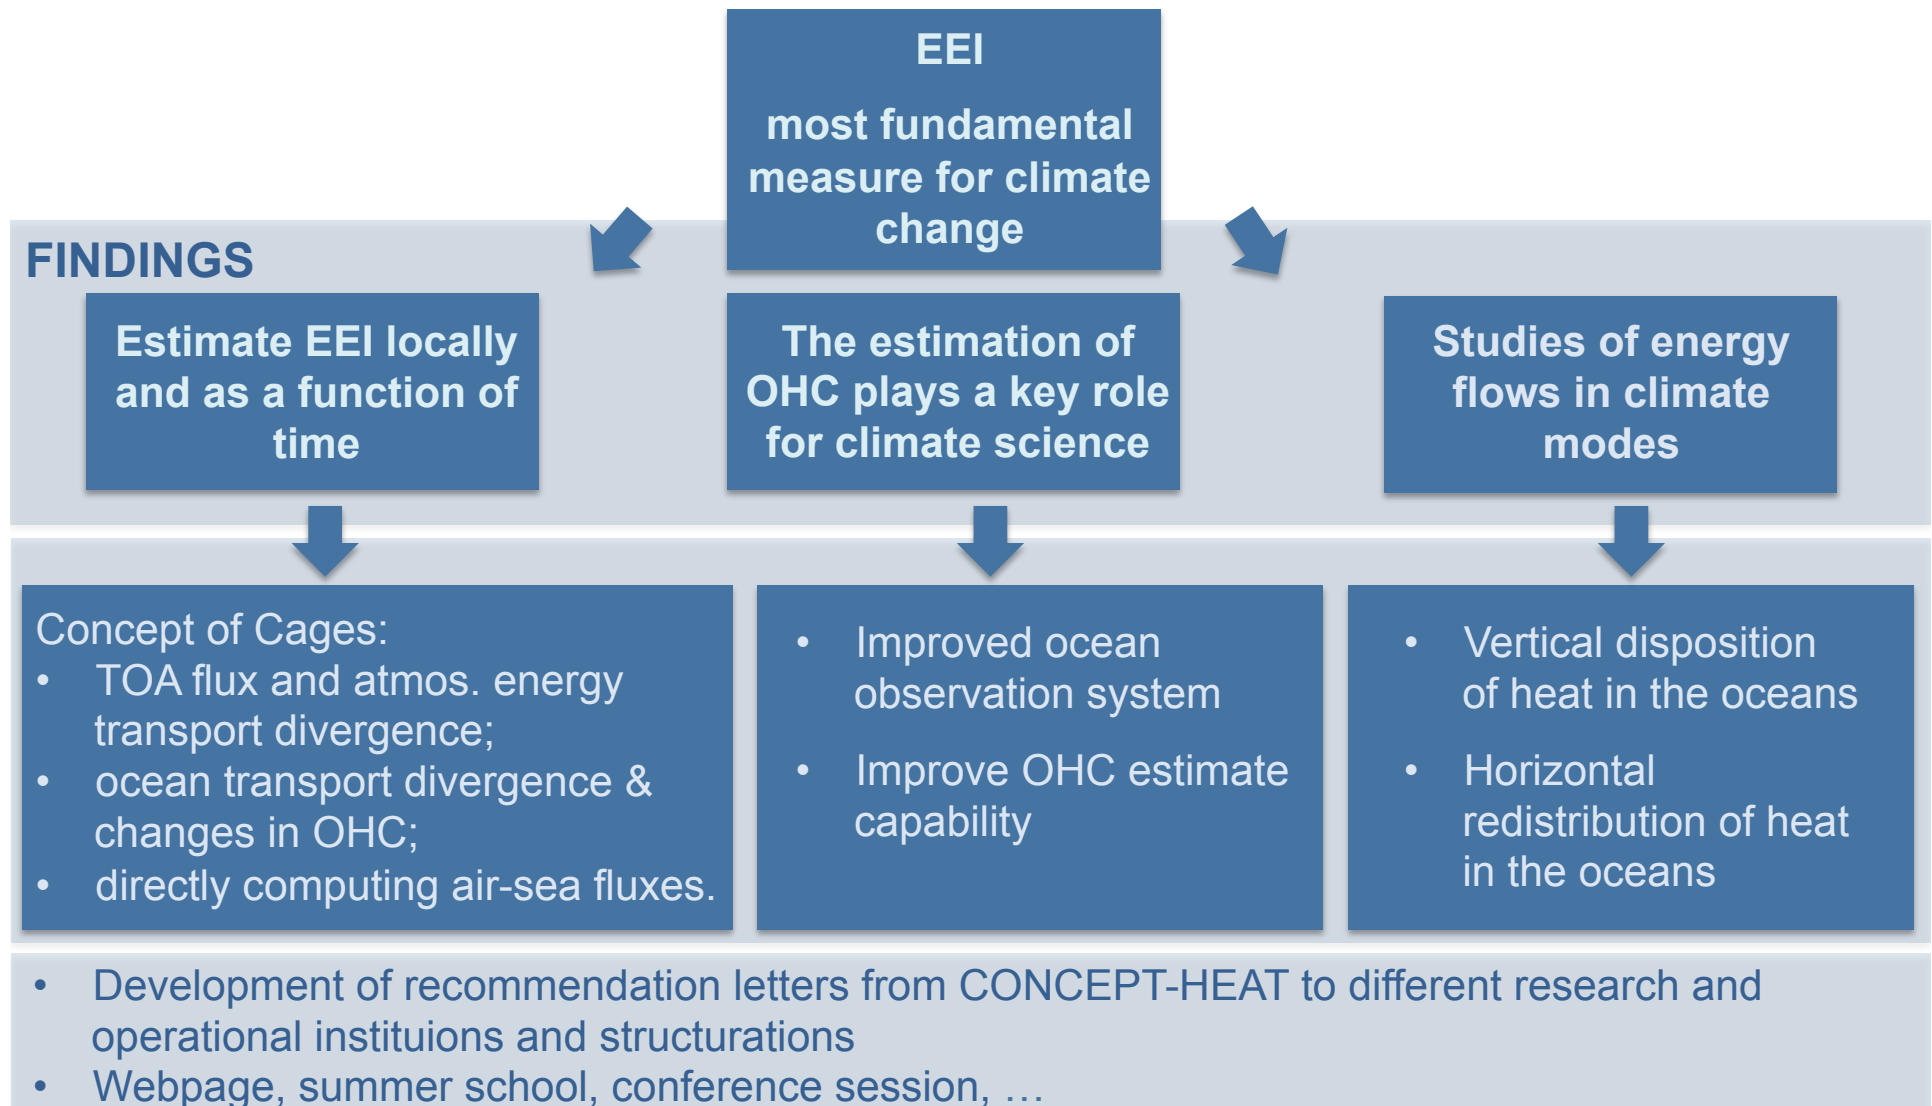 EEI
most fundamental
measure for climate
change
FINDINGS
Estimate EEI locally
and as a function of
time
The estimation of
OHC plays a key role
for climate science
Studies of energy
flows in climate
modes
Concept of Cages:
• TOA flux and atmos. energy
transport divergence;
• ocean transport divergence &
changes in OHC;
• directly computing air-sea fluxes.
• Improved ocean
observation system
• Improve OHC estimate
capability
• Vertical disposition
of heat in the oceans
• Horizontal
redistribution of heat
in the oceans
• Development of recommendation letters from CONCEPT-HEAT to different research and
operational instituions and structurations
• Webpage, summer school, conference session, …